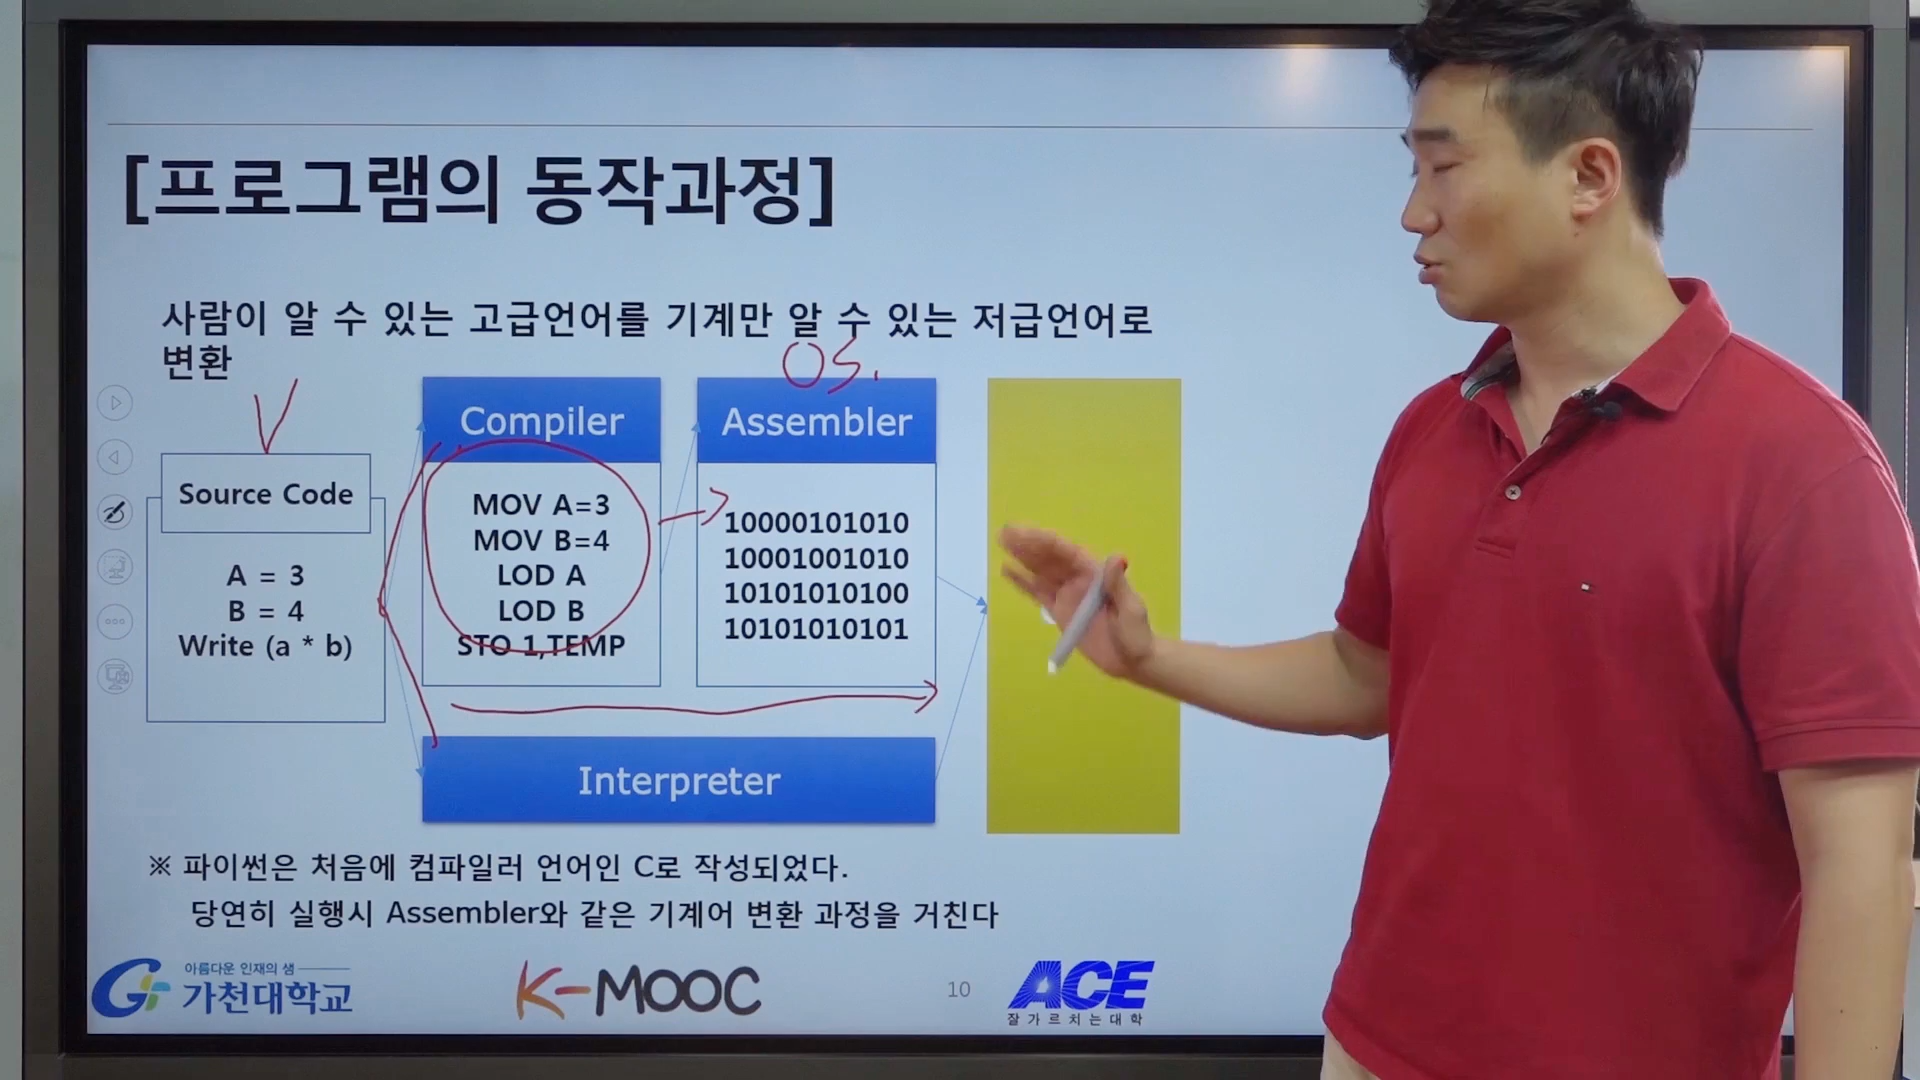 [프로그램의 동작과정]
사람이 알 수 있는 고급언어를 기계만 알 수 있는 저급언어로
변환
OS.
Source Code
A = 3
B = 4
Write (a * b)
Compiler
MOV A=3
MOV B=4
LOD A
LOD B
STO 1,TEMP
Assembler
10000101010
10001001010
10101010100
10101010101
Interpreter
※ 파이썬은 처음에 컴파일러 언어인 C로 작성되었다.
당연히 실행시 Assembler와 같은 기계어 변환 과정을 거친다
아름다운 인재의 샘
가천대학교
K-MOOC
10
ACE
잘 가르치는 대학